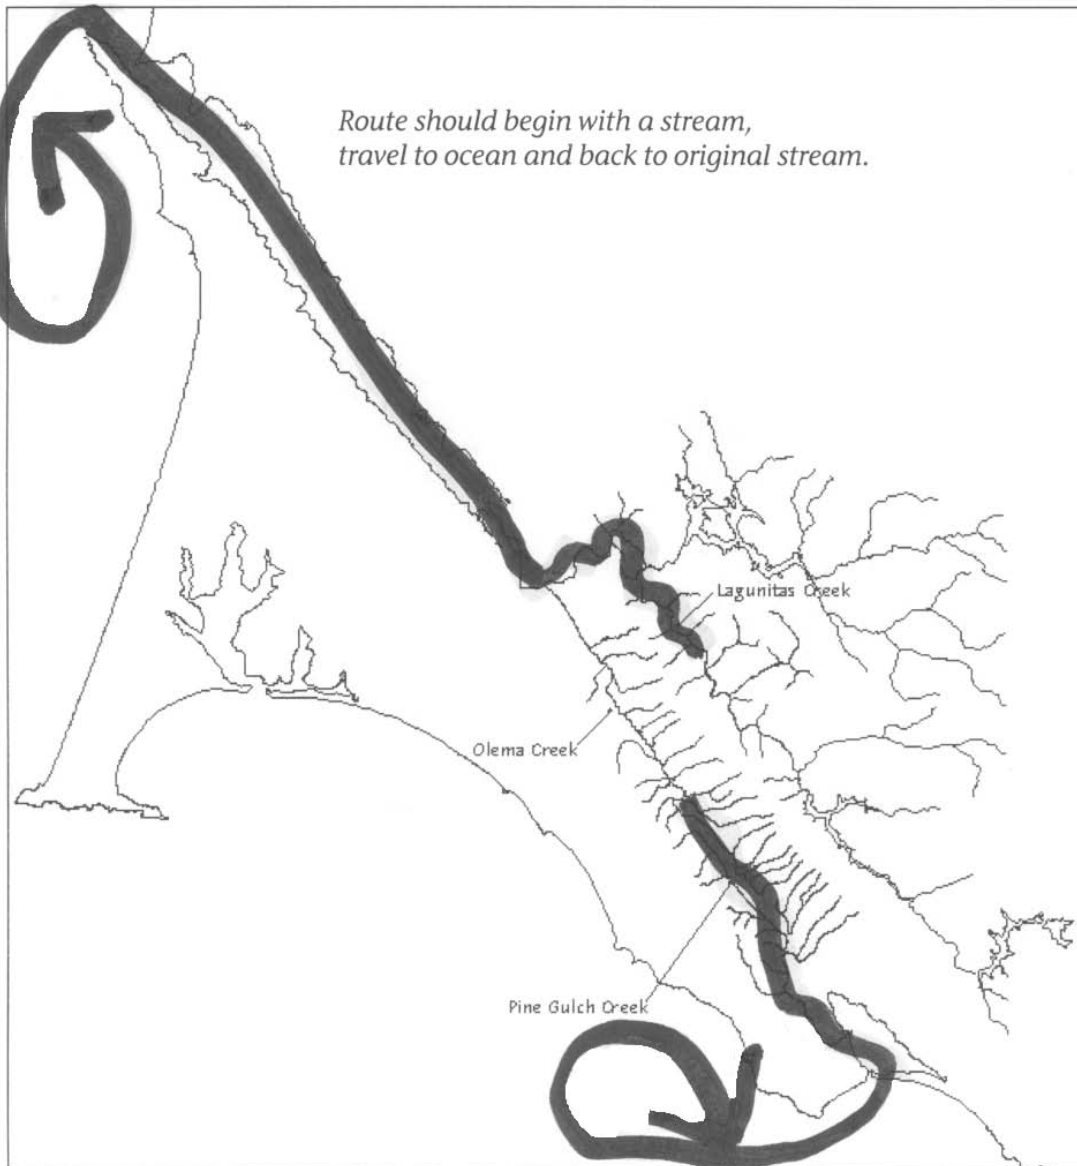 Route should begin with a stream,
travel to ocean and back to original stream.
Lagunitas Creek
Olema Creek
Pine Gulch Creek